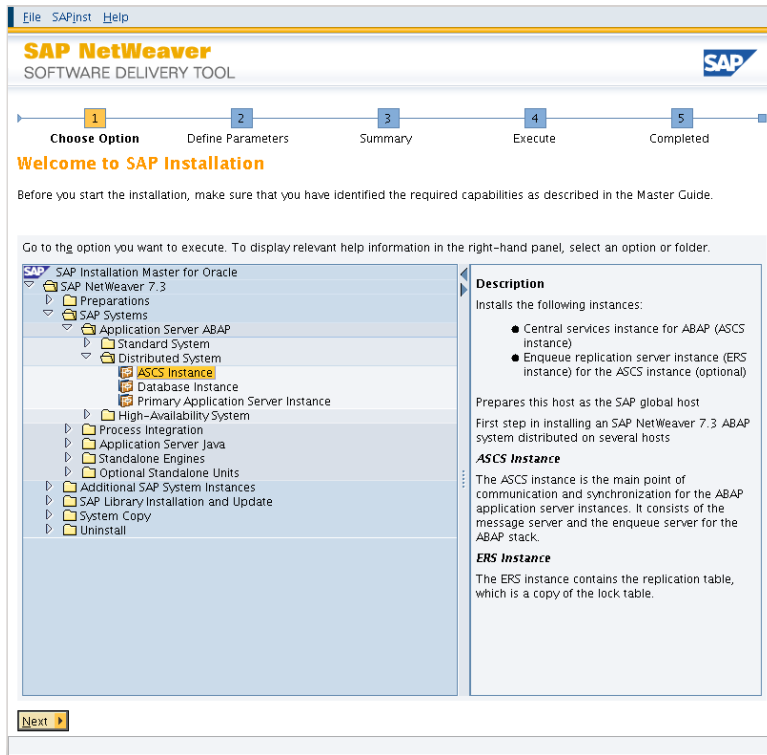 File SAPinst Help
SAP NetWeaver
SOFTWARE DELIVERY TOOL
SAP
1 2 3 4 5
Choose Option Define Parameters Summary Execute Completed
Welcome to SAP Installation
Before you start the installation, make sure that you have identified the required capabilities as described in the Master Guide.
Go to the option you want to execute. To display relevant help information in the right-hand panel, select an option or folder.
SAP SAP Installation Master for Oracle
SAP NetWeaver 7.3
Preparations
SAP Systems
Application Server ABAP
Standard System
Distributed System
ASCS Instance
Database Instance
Primary Application Server Instance
High-Availability System
Process Integration
Application Server Java
Standalone Engines
Optional Standalone Units
Additional SAP System Instances
SAP Library Installation and Update
System Copy
Uninstall
Description
Installs the following instances:
Central services instance for ABAP (ASCS
instance)
Enqueue replication server instance (ERS
instance) for the ASCS instance (optional)
Prepares this host as the SAP global host
First step in installing an SAP NetWeaver 7.3 ABAP
system distributed on several hosts
ASCS Instance
The ASCS instance is the main point of
communication and synchronization for the ABAP
application server instances. It consists of the
message server and the enqueue server for the
ABAP stack.
ERS Instance
The ERS instance contains the replication table,
which is a copy of the lock table.
Next